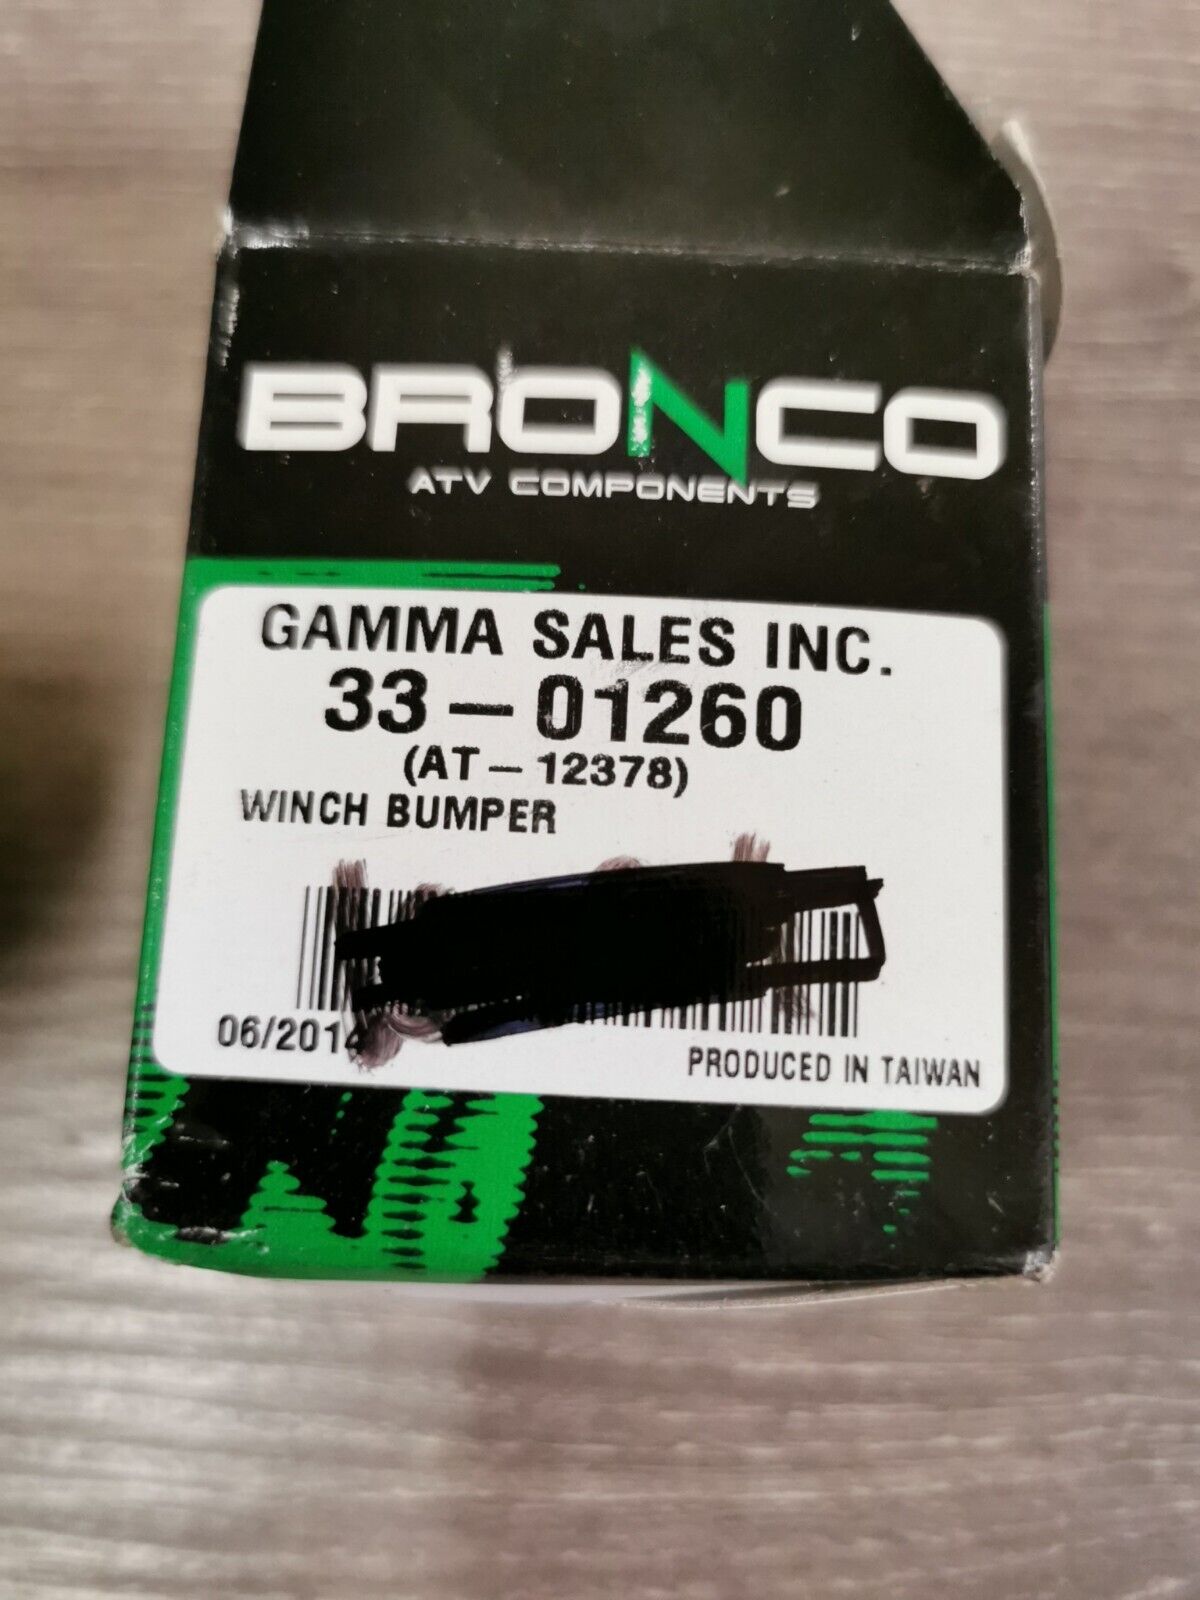 BRONCO
ATV COMPONENTS
GAMMA SALES INC.
33-01260
(AT-12378)
WINCH BUMPER
06/2014
PRODUCED IN TAIWAN